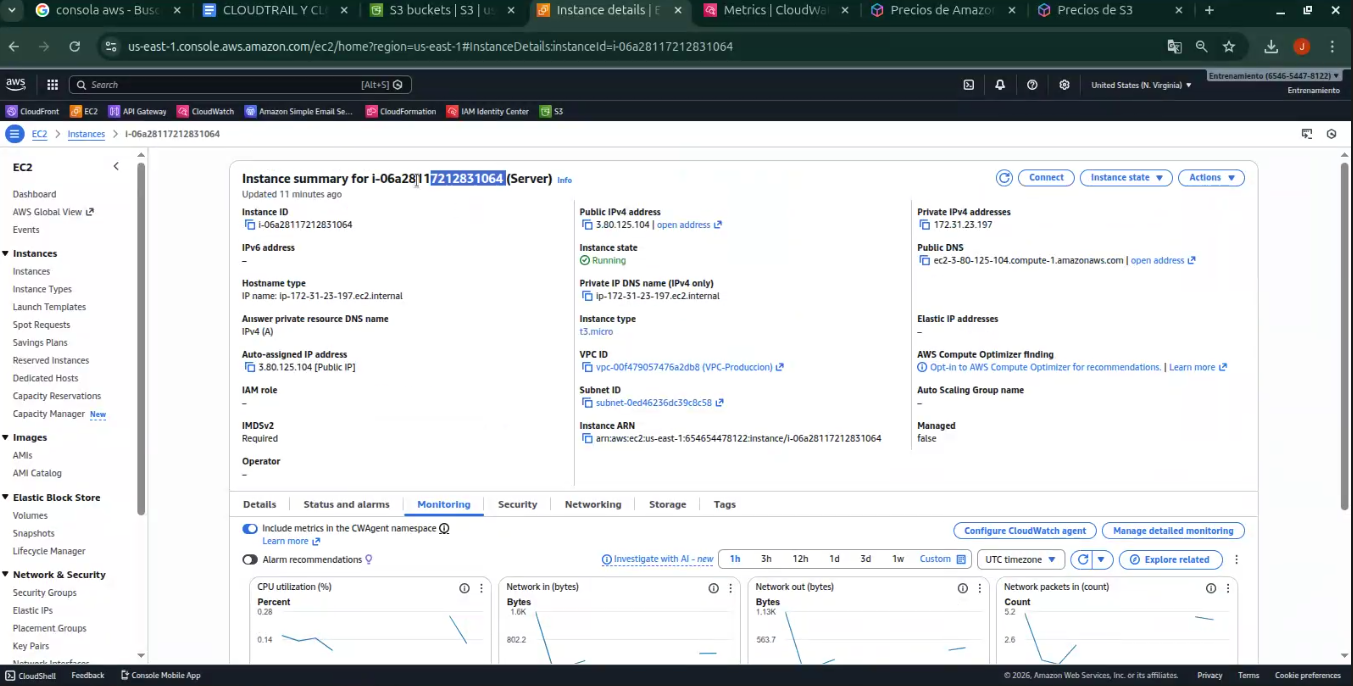 consola aws - Bus
CLOUDTRAIL Y CL
S3 buckets | S3 | us
Instance details | E
Metrics | CloudWa
Precios de Amazo
Precios de S3
us-east-1.console.aws.amazon.com/ec2/home?region=us-east-1#InstanceDetails:instanceId=i-06a28117212831064
J
aws
Search
[Alt+S]
United States (N. Virginia)
Entrenamiento (6546-5447-8122)
Entrenamiento
CloudFront
EC2
API Gateway
CloudWatch
Amazon Simple Email Se...
CloudFormation
IAM Identity Center
S3
EC2 > Instances > i-06a28117212831064
EC2
Dashboard
AWS Global View
Events
Instances
Instances
Instance Types
Launch Templates
Spot Requests
Savings Plans
Reserved Instances
Dedicated Hosts
Capacity Reservations
Capacity Manager New
Images
AMIs
AMI Catalog
Elastic Block Store
Volumes
Snapshots
Lifecycle Manager
Network & Security
Security Groups
Elastic IPs
Placement Groups
Key Pairs
Network Interfaces
Instance summary for i-06a28117212831064 (Server) Info
Updated 11 minutes ago
Connect
Instance state
Actions
Instance ID
i-06a28117212831064
IPv6 address
–
Hostname type
IP name: ip-172-31-23-197.ec2.internal
Answer private resource DNS name
IPv4 (A)
Auto-assigned IP address
3.80.125.104 [Public IP]
IAM role
–
IMDSv2
Required
Operator
–
Public IPv4 address
3.80.125.104 | open address
Instance state
Running
Private IP DNS name (IPv4 only)
ip-172-31-23-197.ec2.internal
Instance type
t3.micro
VPC ID
vpc-00f479057476a2db8 (VPC-Produccion)
Subnet ID
subnet-0ed46236dc39c8c58
Instance ARN
arn:aws:ec2:us-east-1:654654478122:instance/i-06a28117212831064
Private IPv4 addresses
172.31.23.197
Public DNS
ec2-3-80-125-104.compute-1.amazonaws.com | open address
Elastic IP addresses
–
AWS Compute Optimizer finding
Opt-in to AWS Compute Optimizer for recommendations. | Learn more
Auto Scaling Group name
–
Managed
false
Details
Status and alarms
Monitoring
Security
Networking
Storage
Tags
Include metrics in the CWAgent namespace
Learn more
Configure CloudWatch agent
Manage detailed monitoring
Alarm recommendations
Investigate with AI - new
1h
3h
12h
1d
3d
1w
Custom
UTC timezone
Explore related
CPU utilization (%)
Percent
0.28
0.14
Network in (bytes)
Bytes
1.6K
802.2
Network out (bytes)
Bytes
1.13K
563.7
Network packets in (count)
Count
5.2
2.6
CloudShell
Feedback
Console Mobile App
© 2026, Amazon Web Services, Inc. or its affiliates.
Privacy
Terms
Cookie preferences